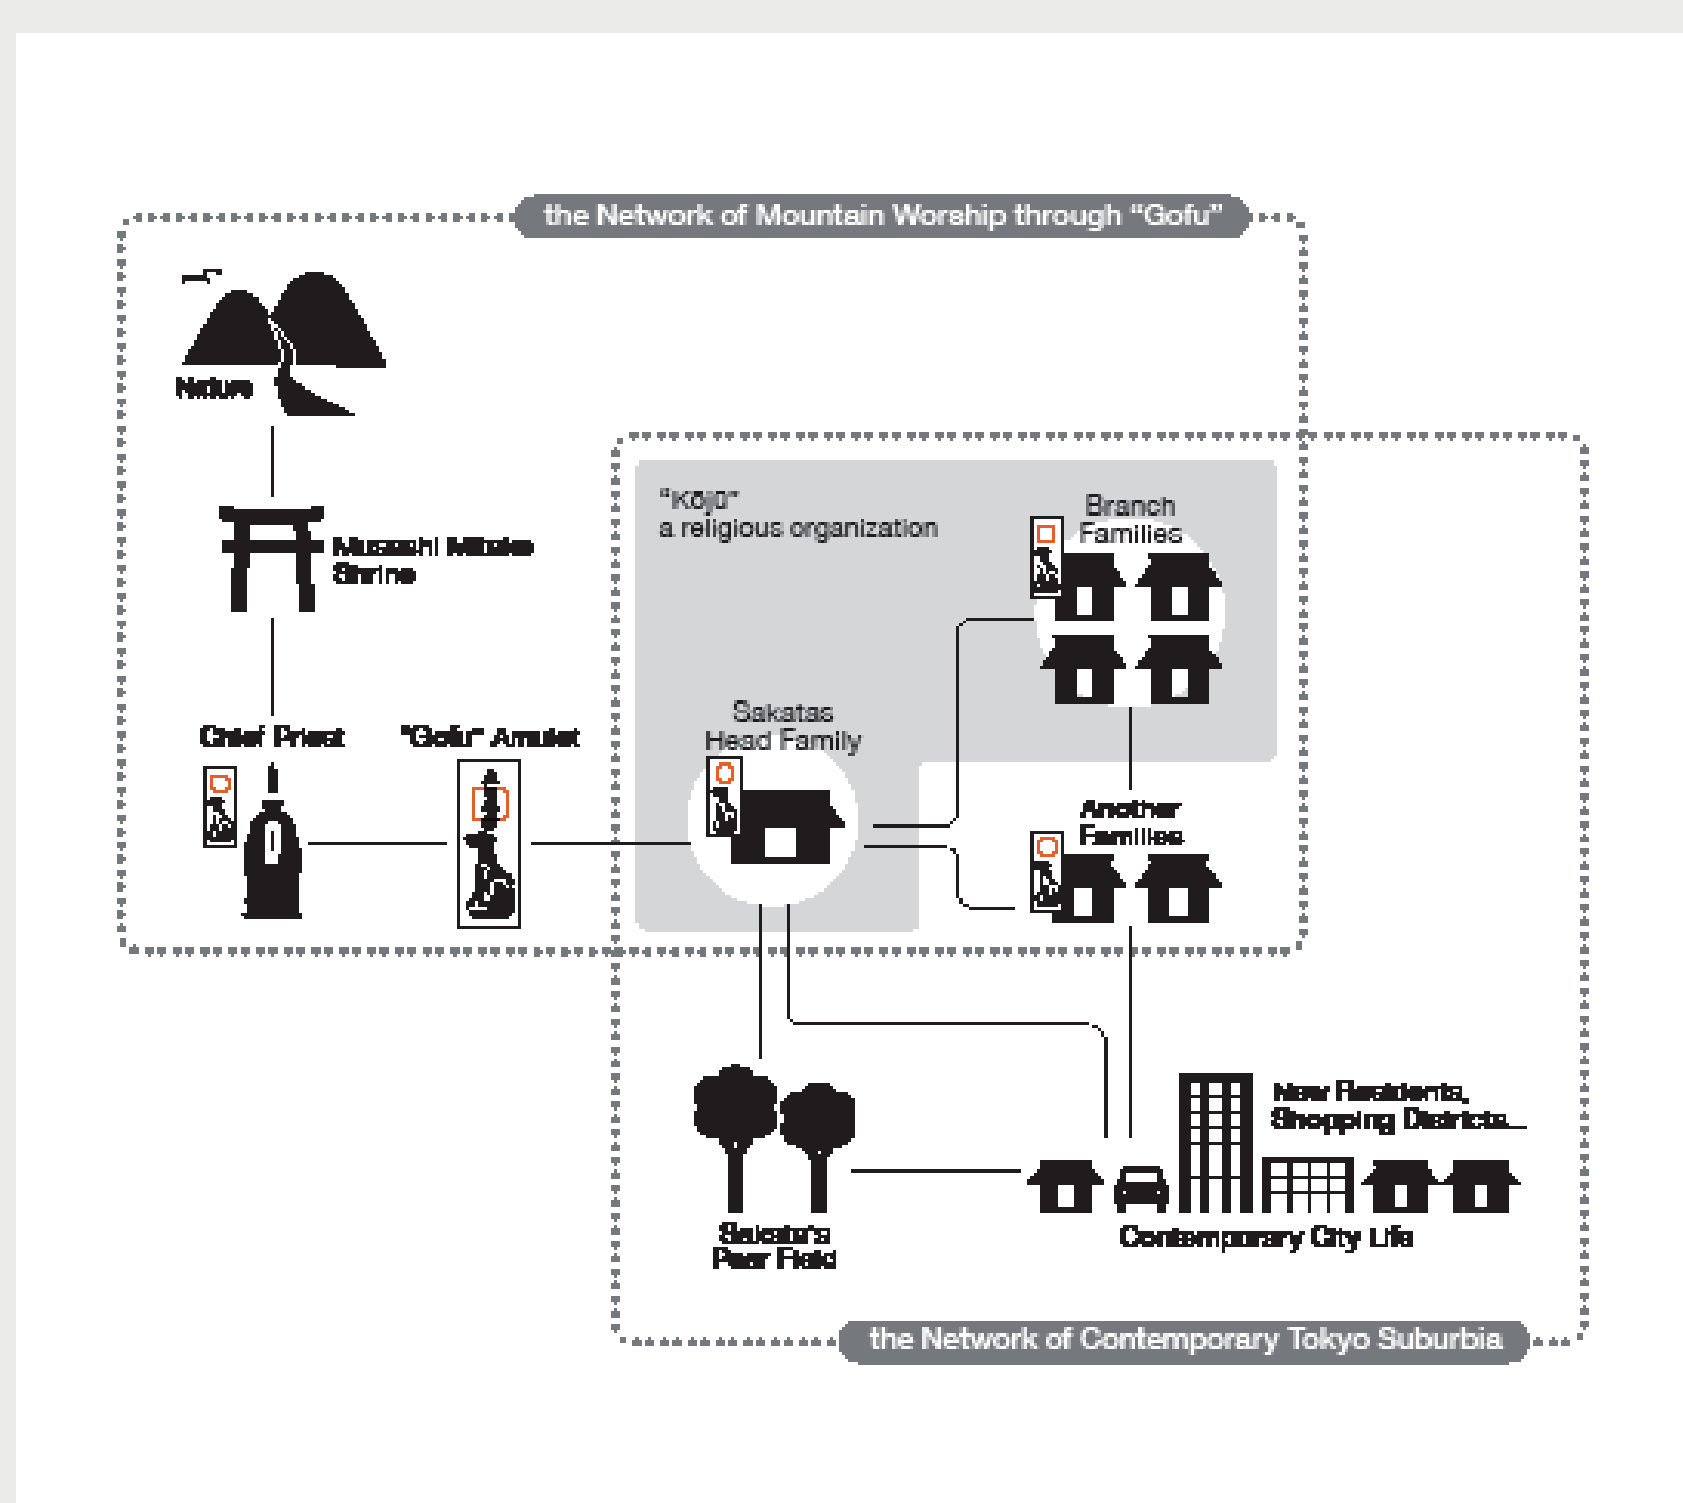 the Network of Mountain Worship through “Gofu”
Nature
Musashi Mitake
Shrine
Chief Priest
"Gofu" Amulet
“Kōjū”
a religious organization
Branch
Families
Sakatas
Head Family
Another
Families
Sakata's
Pear Field
New Residents,
Shopping Districts...
Contemporary City Life
the Network of Contemporary Tokyo Suburbia